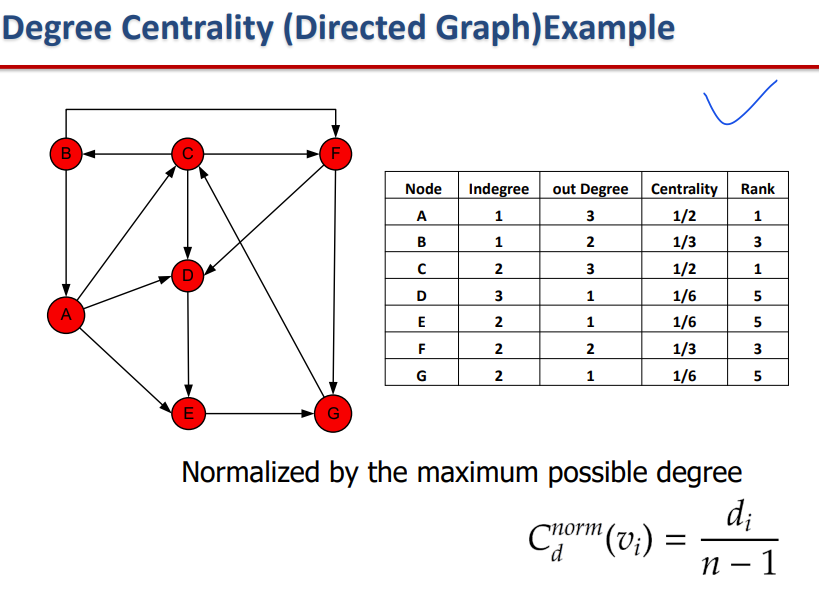 Degree Centrality (Directed Graph)Example
B C F
D
A
E G
Node Indegree out Degree Centrality Rank
A 1 3 1/2 1
B 1 2 1/3 3
C 2 3 1/2 1
D 3 1 1/6 5
E 2 1 1/6 5
F 2 2 1/3 3
G 2 1 1/6 5
Normalized by the maximum possible degree
C_d^{norm}(v_i) = \frac{d_i}{n - 1}